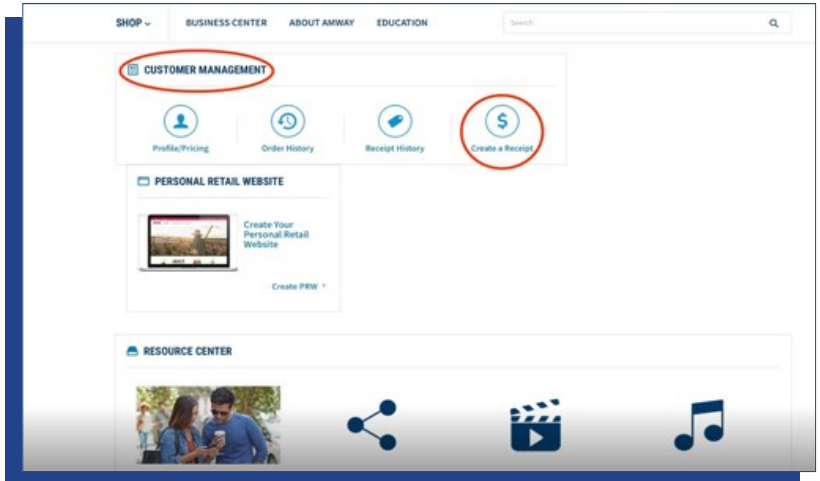 SHOP BUSINESS CENTER ABOUT AMWAY EDUCATION Search
CUSTOMER MANAGEMENT
$
Profile/Pricing Order History Receipt History Create a Receipt
PERSONAL RETAIL WEBSITE
Create Your
Personal Retail
Website
Create PRW
RESOURCE CENTER